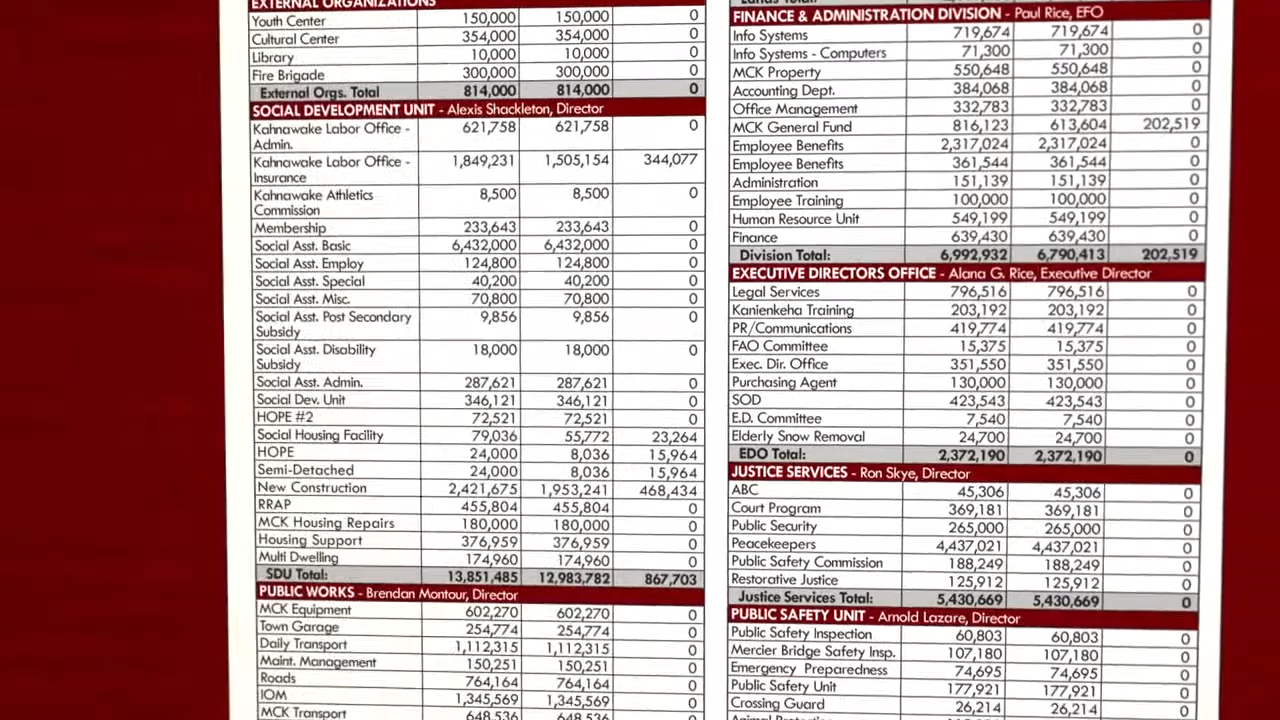 EXTERNAL ORGANIZATIONS
Youth Center 150,000 150,000 0
Cultural Center 354,000 354,000 0
Library 10,000 10,000 0
Fire Brigade 300,000 300,000 0
External Orgs. Total 814,000 814,000 0
SOCIAL DEVELOPMENT UNIT - Alexis Shackleton, Director
Kahnawake Labor Office - 621,758 621,758 0
Admin.
Kahnawake Labor Office - 1,849,231 1,505,154 344,077
Insurance
Kahnawake Athletics 8,500 8,500 0
Commission
Membership 233,643 233,643 0
Social Asst. Basic 6,432,000 6,432,000 0
Social Asst. Employ 124,800 124,800 0
Social Asst. Special 40,200 40,200 0
Social Asst. Misc. 70,800 70,800 0
Social Asst. Post Secondary 9,856 9,856 0
Subsidy
Social Asst. Disability 18,000 18,000 0
Subsidy
Social Asst. Admin. 287,621 287,621 0
Social Dev. Unit 346,121 346,121 0
HOPE #2 72,521 72,521 0
Social Housing Facility 79,036 55,772 23,264
HOPE 24,000 8,036 15,964
Semi-Detached 24,000 8,036 15,964
New Construction 2,421,675 1,953,241 468,434
RRAP 455,804 455,804 0
MCK Housing Repairs 180,000 180,000 0
Housing Support 376,959 376,959 0
Multi Dwelling 174,960 174,960 0
SDU Total: 13,851,485 12,983,782 867,703
PUBLIC WORKS - Brendan Montour, Director
MCK Equipment 602,270 602,270 0
Town Garage 254,774 254,774 0
Daily Transport 1,112,315 1,112,315 0
Maint. Management 150,251 150,251 0
Roads 764,164 764,164 0
IOM 1,345,569 1,345,569 0
MCK Transport 648,536 648,536 0
FINANCE & ADMINISTRATION DIVISION - Paul Rice, EFO
Info Systems 719,674 719,674 0
Info Systems - Computers 71,300 71,300 0
MCK Property 550,648 550,648 0
Accounting Dept. 384,068 384,068 0
Office Management 332,783 332,783 0
MCK General Fund 816,123 613,604 202,519
Employee Benefits 2,317,024 2,317,024 0
Employee Benefits 361,544 361,544 0
Administration 151,139 151,139 0
Employee Training 100,000 100,000 0
Human Resource Unit 549,199 549,199 0
Finance 639,430 639,430 0
Division Total: 6,992,932 6,790,413 202,519
EXECUTIVE DIRECTORS OFFICE - Alana G. Rice, Executive Director
Legal Services 796,516 796,516 0
Kanienkeha Training 203,192 203,192 0
PR/Communications 419,774 419,774 0
FAO Committee 15,375 15,375 0
Exec. Dir. Office 351,550 351,550 0
Purchasing Agent 130,000 130,000 0
SOD 423,543 423,543 0
E.D. Committee 7,540 7,540 0
Elderly Snow Removal 24,700 24,700 0
EDO Total: 2,372,190 2,372,190 0
JUSTICE SERVICES - Ron Skye, Director
ABC 45,306 45,306 0
Court Program 369,181 369,181 0
Public Security 265,000 265,000 0
Peacekeepers 4,437,021 4,437,021 0
Public Safety Commission 188,249 188,249 0
Restorative Justice 125,912 125,912 0
Justice Services Total: 5,430,669 5,430,669 0
PUBLIC SAFETY UNIT - Arnold Lazare, Director
Public Safety Inspection 60,803 60,803 0
Mercier Bridge Safety Insp. 107,180 107,180 0
Emergency Preparedness 74,695 74,695 0
Public Safety Unit 177,921 177,921 0
Crossing Guard 26,214 26,214 0